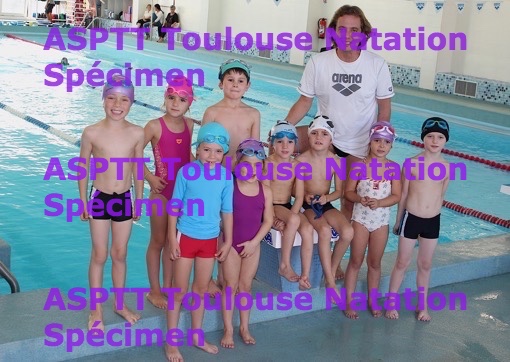 ASPTT Toulouse Natation
Spécimen
arena
ASPTT Toulouse Natation
Spécimen
ASPTT Toulouse Natation
Spécimen